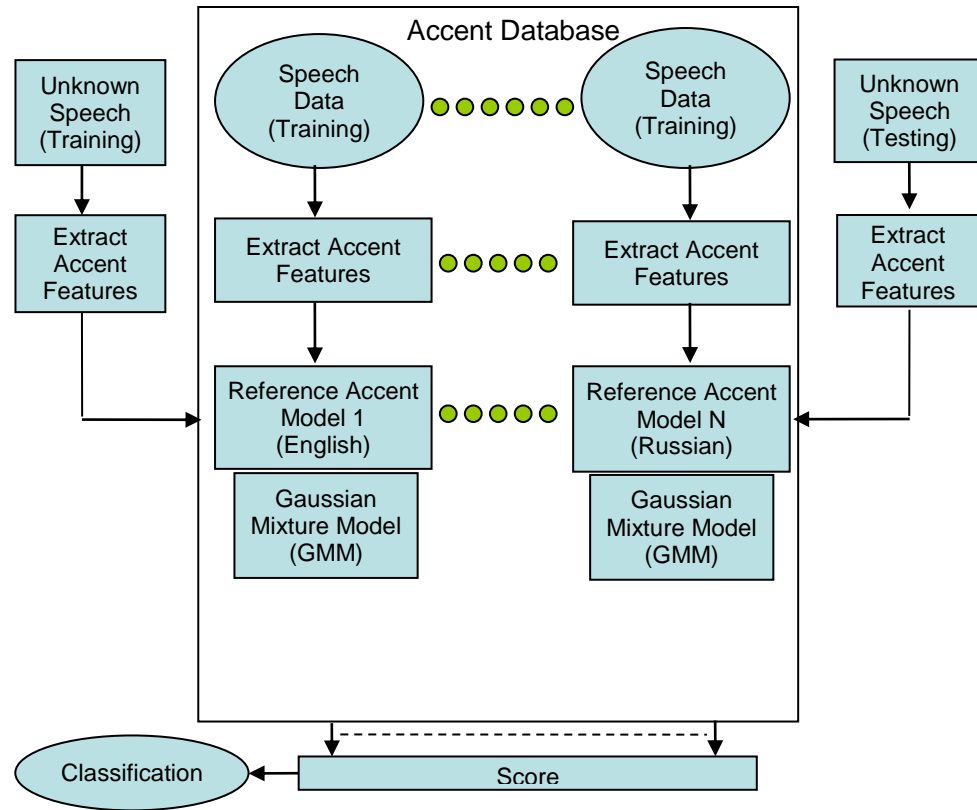 Accent Database
Unknown
Speech
(Training)
Extract
Accent
Features
Speech
Data
(Training)
Extract Accent
Features
Reference Accent
Model 1
(English)
Gaussian
Mixture Model
(GMM)
Speech
Data
(Training)
Extract Accent
Features
Reference Accent
Model N
(Russian)
Gaussian
Mixture Model
(GMM)
Unknown
Speech
(Testing)
Extract
Accent
Features
Classification
Score